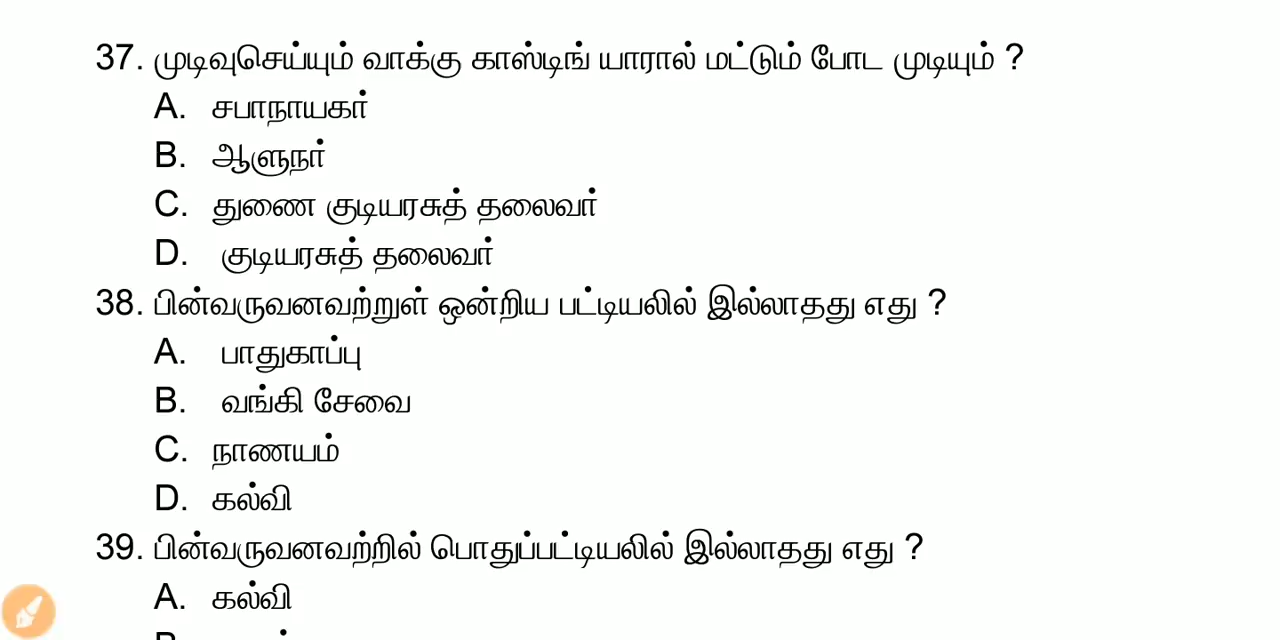 37. முடிவுசெய்யும் வாக்கு காஸ்டிங் யாரால் மட்டும் போட முடியும் ?
A. சபாநாயகர்
B. ஆளுநர்
C. துணை குடியரசுத் தலைவர்
D. குடியரசுத் தலைவர்
38. பின்வருவனவற்றுள் ஒன்றிய பட்டியலில் இல்லாதது எது ?
A. பாதுகாப்பு
B. வங்கி சேவை
C. நாணயம்
D. கல்வி
39. பின்வருவனவற்றில் பொதுப்பட்டியலில் இல்லாதது எது ?
A. கல்வி